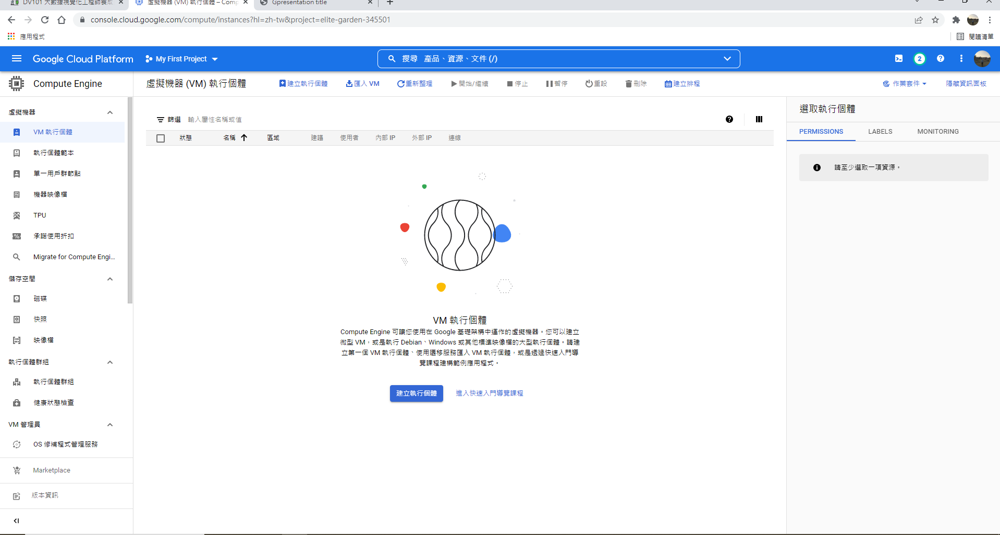 DV101 大數據視覺化工程師養成
虛擬機器 (VM) 執行個體 – Comp
Gpresentation title
console.cloud.google.com/compute/instances?hl=zh-tw&project=elite-garden-345501
應用程式
閱讀清單
Google Cloud Platform
My First Project
搜尋 產品、資源、文件 (/)
2
Compute Engine
虛擬機器 (VM) 執行個體
建立執行個體
匯入 VM
重新整理
開始/繼續
停止
暫停
重設
刪除
建立排程
作業套件
隱藏資訊面板
虛擬機器
VM 執行個體
執行個體範本
單一用戶群節點
機器映像檔
TPU
承諾使用折扣
Migrate for Compute Engi...
儲存空間
磁碟
快照
映像檔
執行個體群組
執行個體群組
健康狀態檢查
VM 管理員
OS 修補程式管理服務
Marketplace
版本資訊
篩選 輸入屬性名稱或值
狀態 名稱 區域 建議 使用者 內部 IP 外部 IP 連線
VM 執行個體
Compute Engine 可讓您使用在 Google 基礎架構中運作的虛擬機器。您可以建立
微型 VM，或是執行 Debian、Windows 或其他標準映像檔的大型執行個體。請建
立第一個 VM 執行個體、使用遷移服務匯入 VM 執行個體，或是透過快速入門導
覽課程建構範例應用程式。
建立執行個體
進入快速入門導覽課程
選取執行個體
PERMISSIONS LABELS MONITORING
請至少選取一項資源。